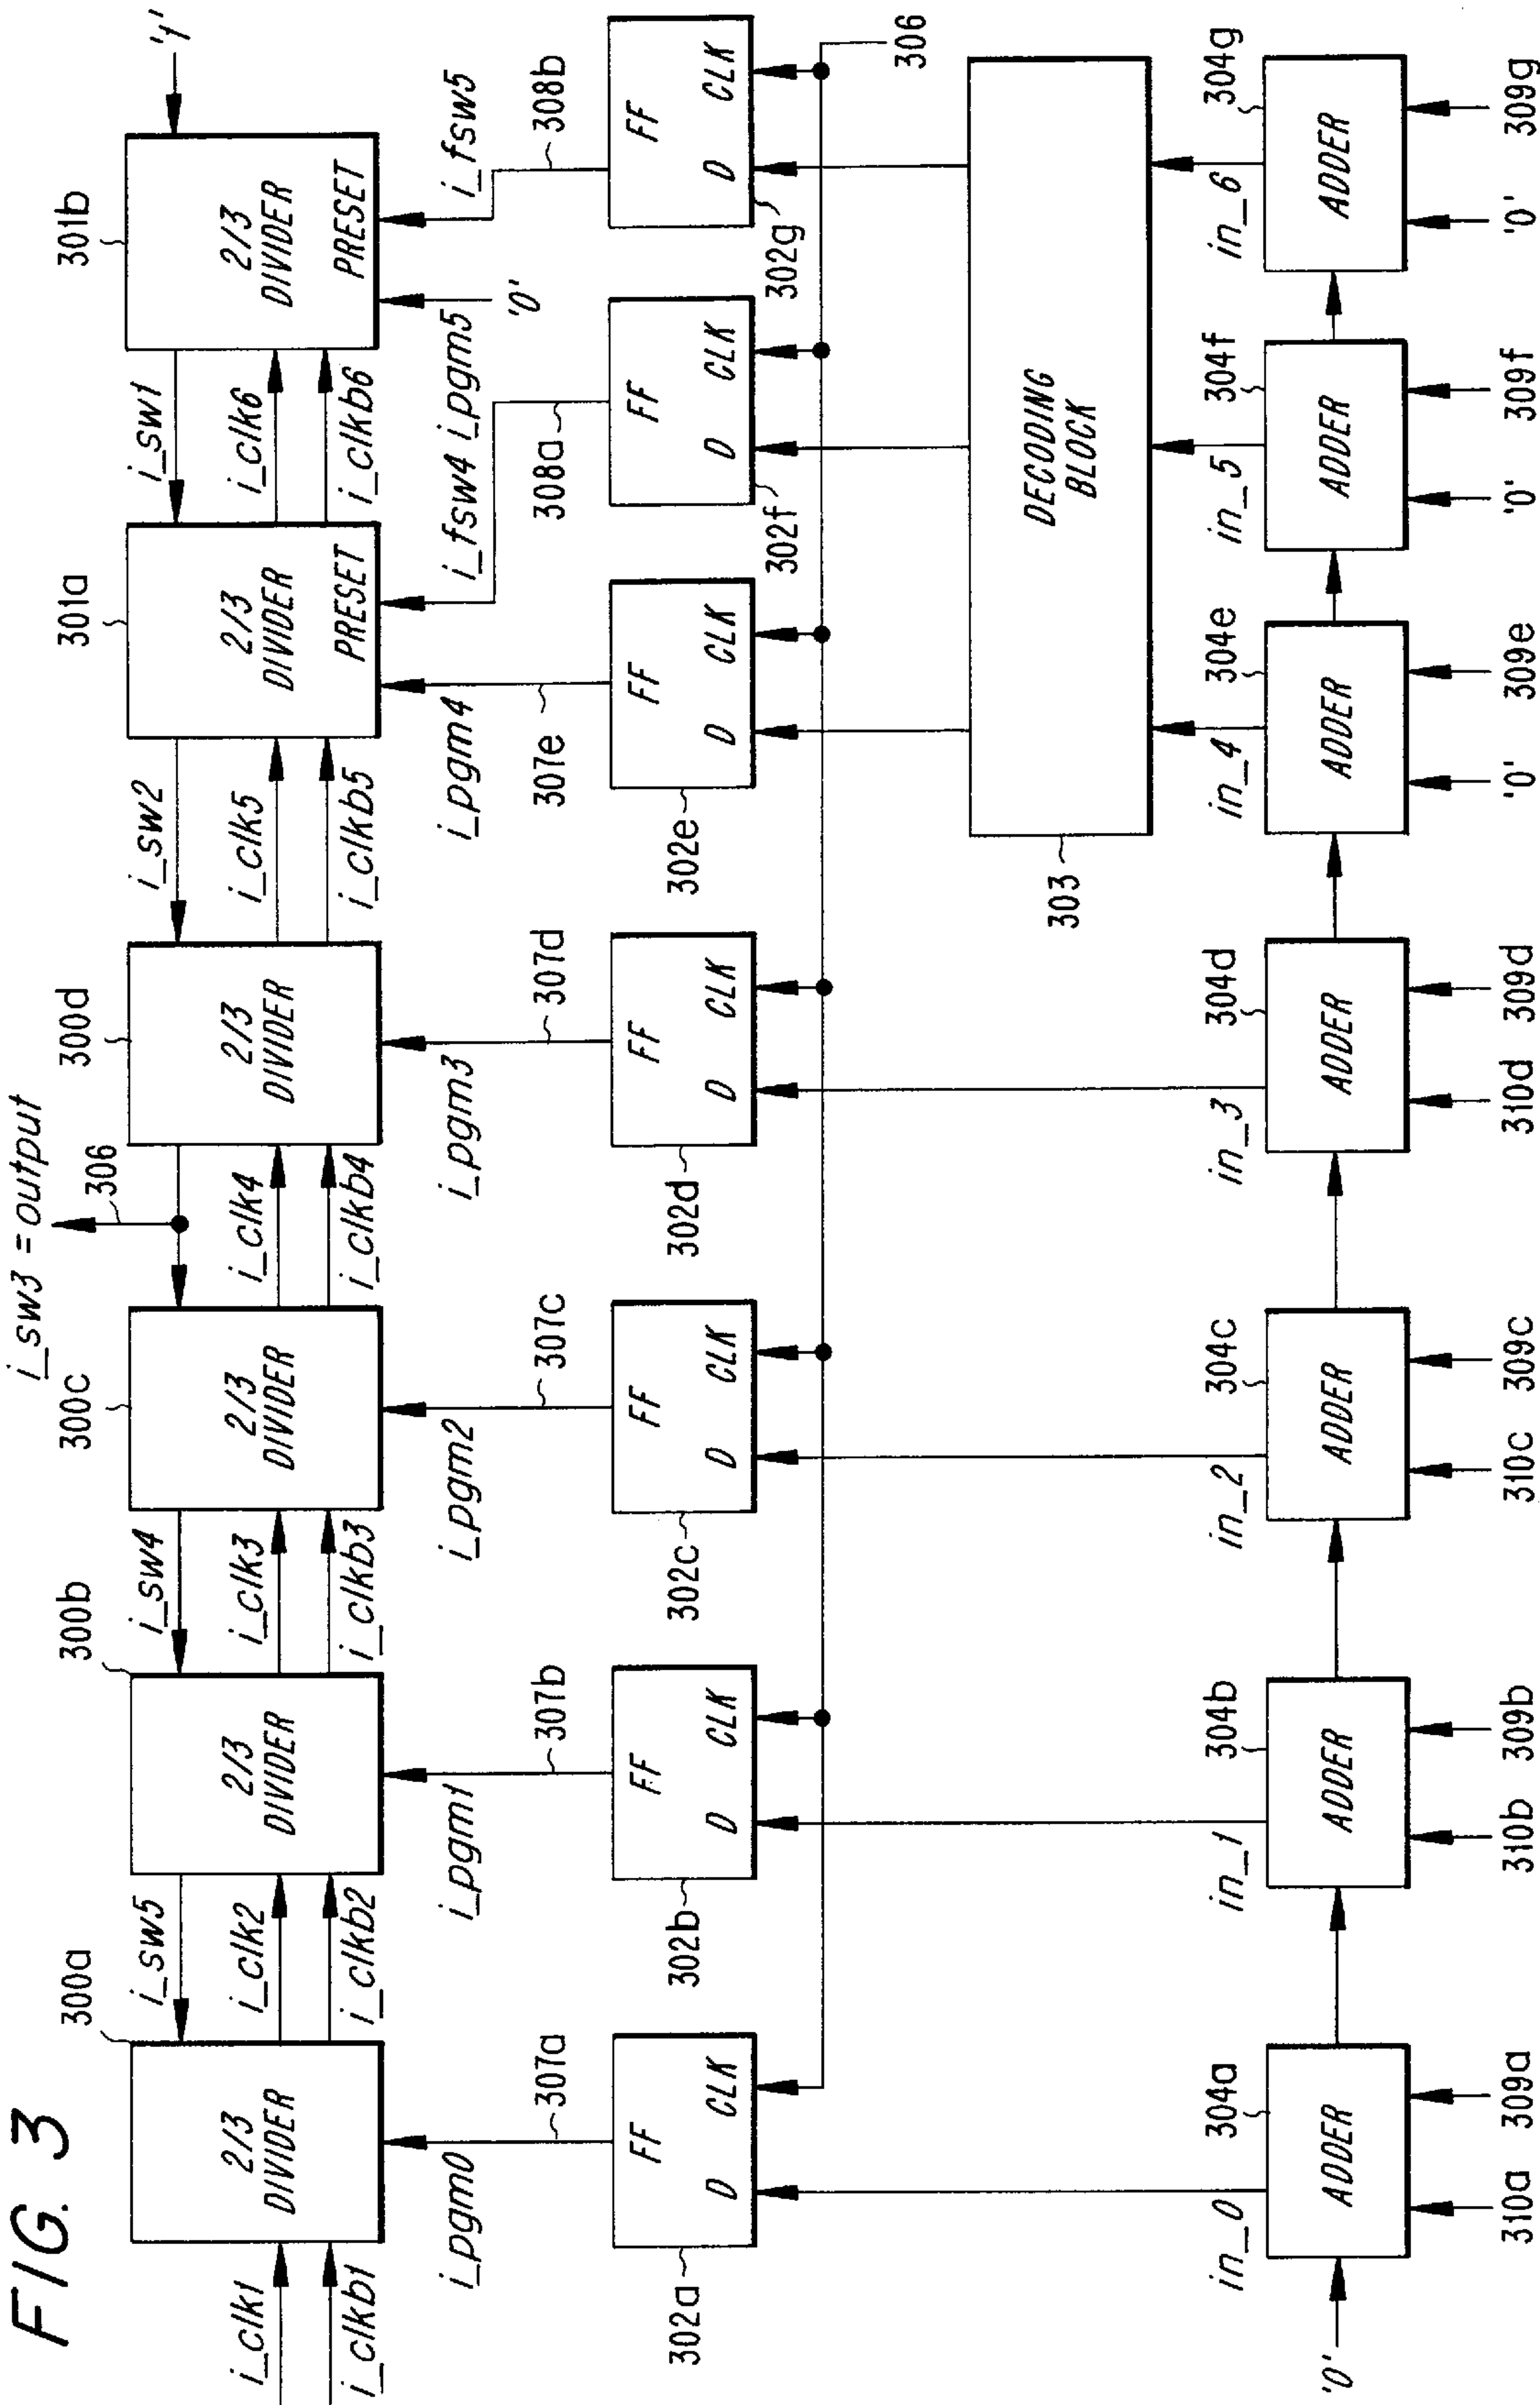 FIG. 3
i_sw3 = output
306
300a
300b
300c
300d
301a
301b
2/3 DIVIDER
2/3 DIVIDER
2/3 DIVIDER
2/3 DIVIDER
2/3 DIVIDER
PRESET
2/3 DIVIDER
PRESET
i_clk1
i_clkb1
i_sw5
i_clk2
i_clkb2
i_sw4
i_clk3
i_clkb3
i_clk4
i_clkb4
i_sw2
i_clk5
i_clkb5
i_sw1
i_clk6
i_clkb6
'1'
i_pgm0
307a
i_pgm1
307b
i_pgm2
307c
i_pgm3
307d
i_pgm4
307e
i_fsw4
308a
i_pgm5
'0'
i_fsw5
308b
302a
FF
D
CLK
302b
FF
D
CLK
302c
FF
D
CLK
302d
FF
D
CLK
302e
FF
D
CLK
302f
FF
D
CLK
302g
FF
D
CLK
306
303
DECODING
BLOCK
in_0
304a
in_1
304b
in_2
304c
in_3
304d
in_4
304e
in_5
304f
in_6
304g
'0'
ADDER
ADDER
ADDER
ADDER
ADDER
ADDER
ADDER
310a
309a
310b
309b
310c
309c
310d
309d
'0'
309e
'0'
309f
'0'
309g